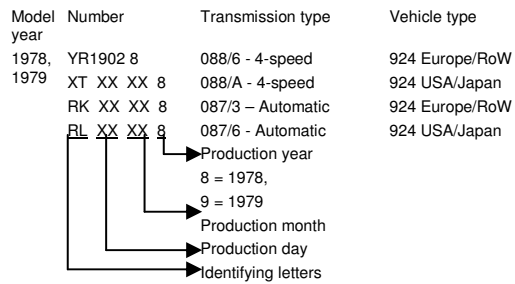 Model Number Transmission type Vehicle type
year
1978, YR1902 8 088/6 - 4-speed 924 Europe/RoW
1979 XT XX XX 8 088/A - 4-speed 924 USA/Japan
RK XX XX 8 087/3 – Automatic 924 Europe/RoW
RL XX XX 8 087/6 - Automatic 924 USA/Japan
Production year
8 = 1978,
9 = 1979
Production month
Production day
Identifying letters